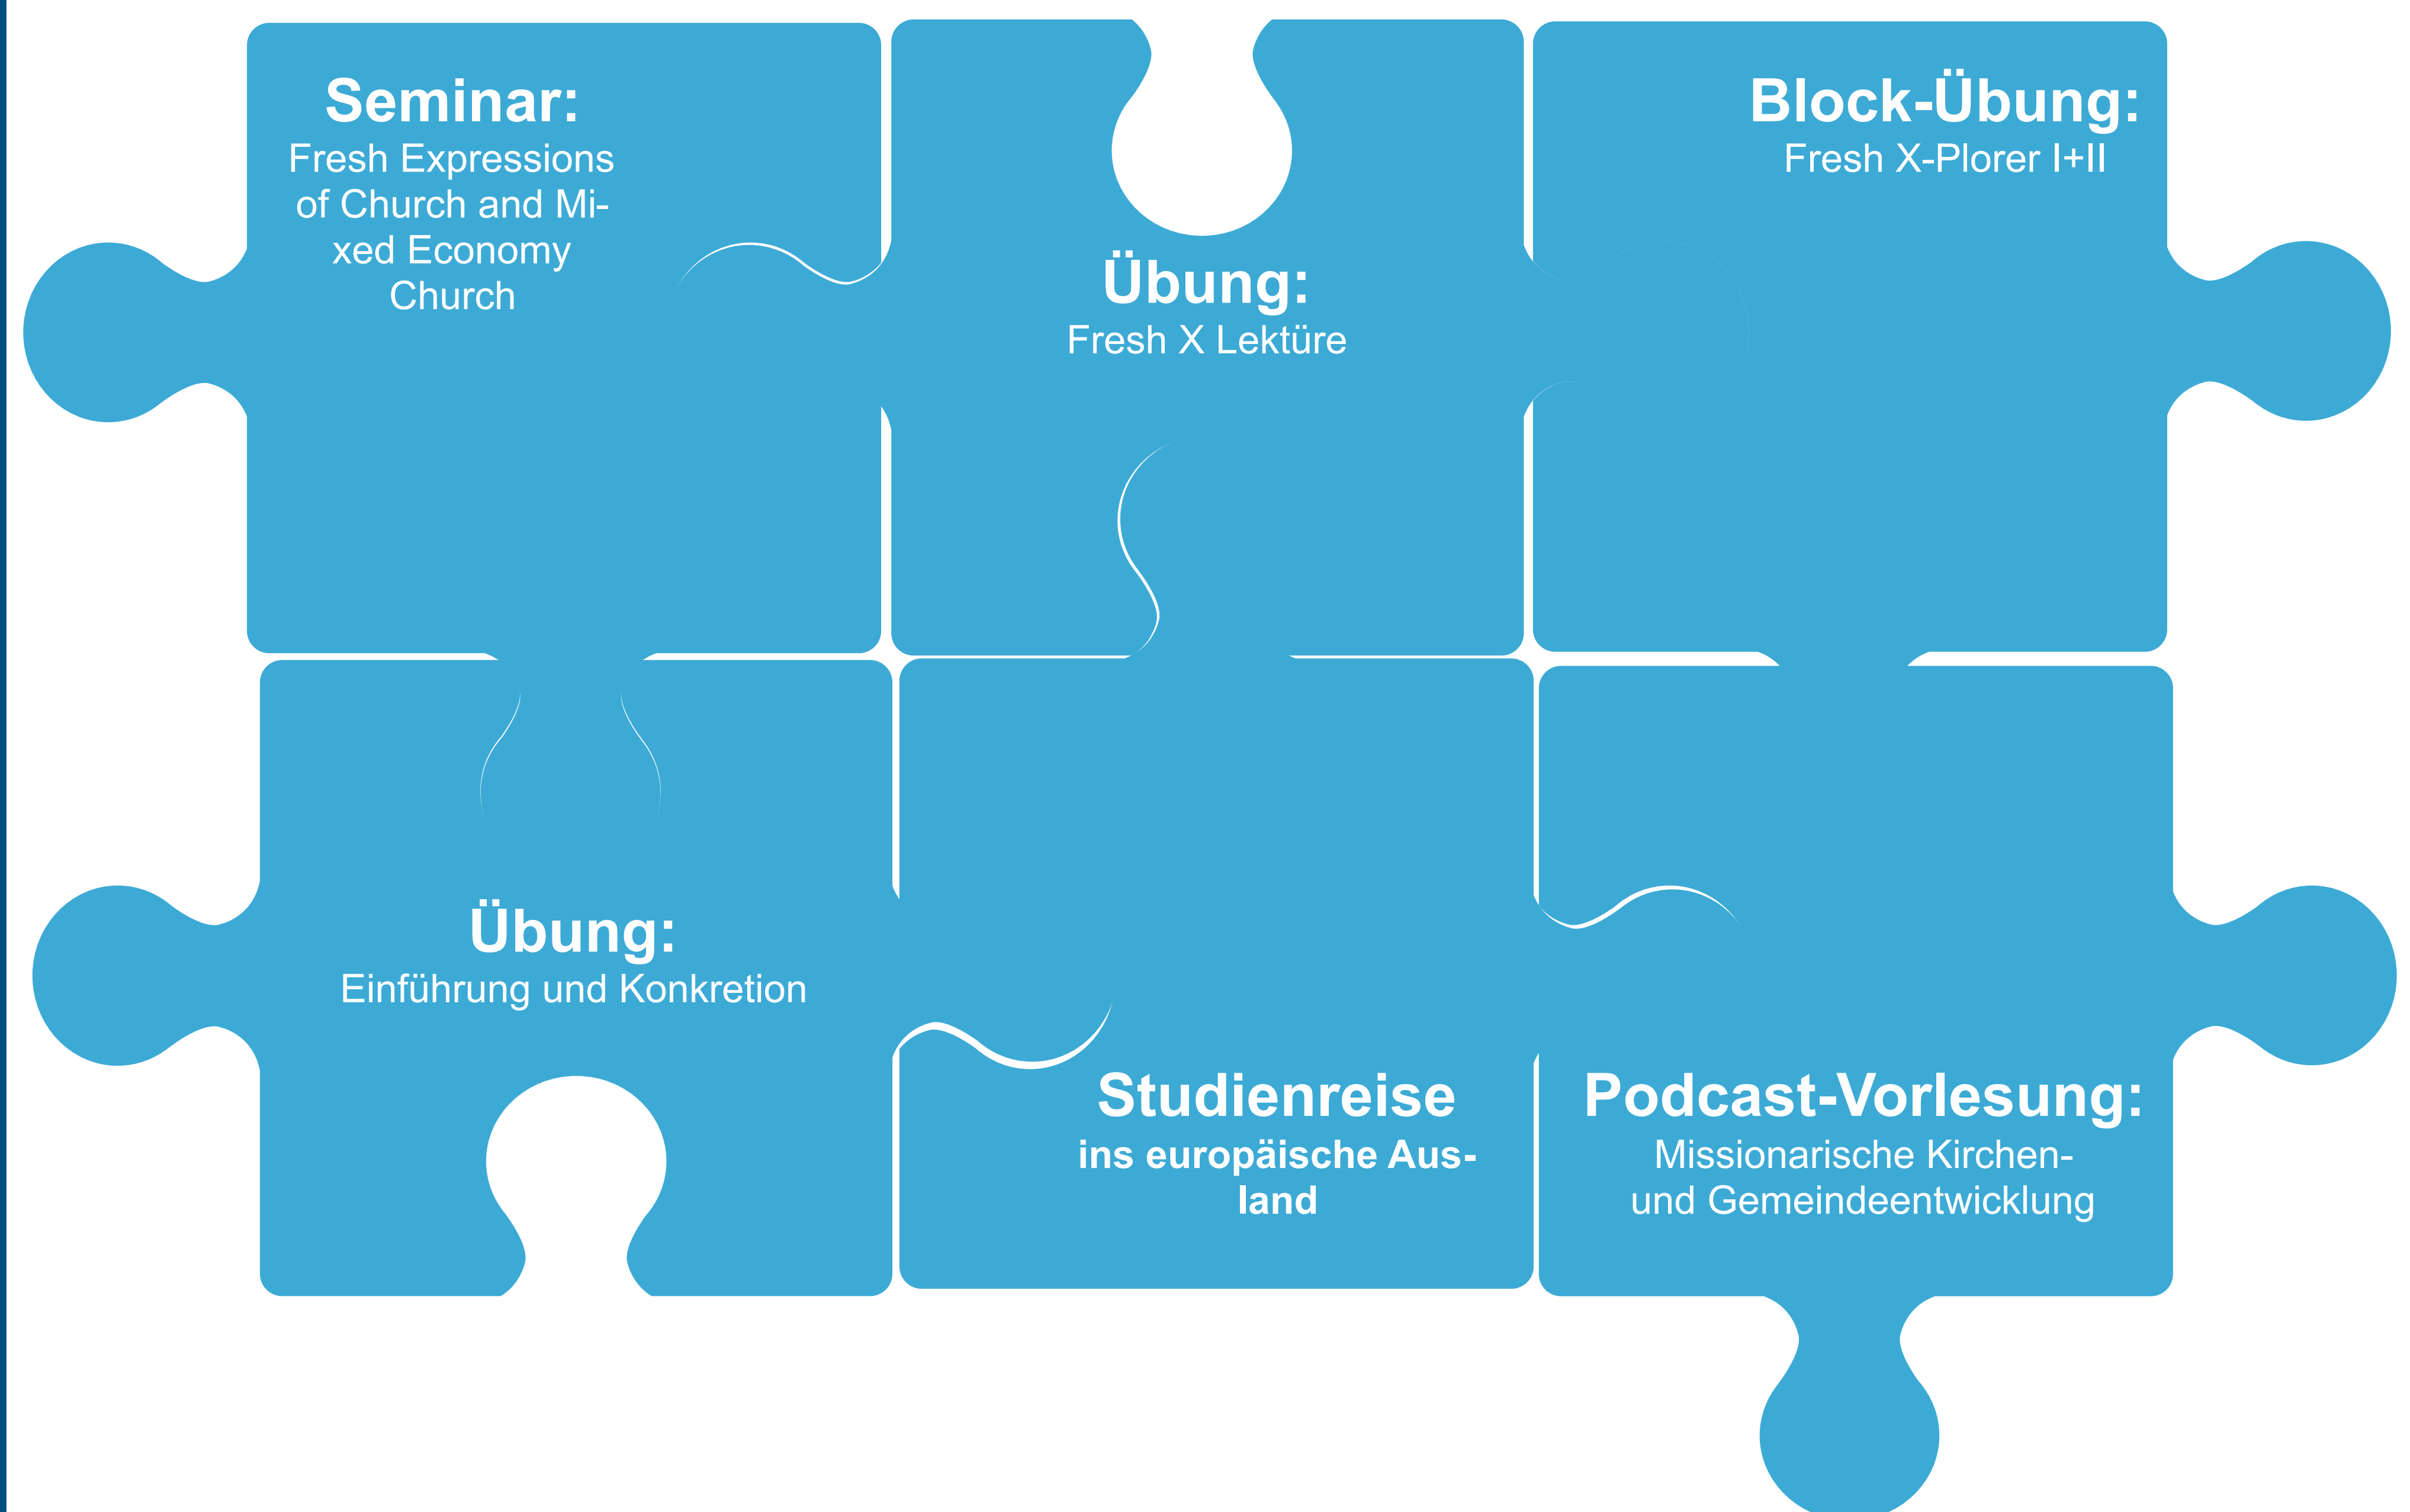 Seminar:
Fresh Expressions
of Church and Mi-
xed Economy
Church
Übung:
Fresh X Lektüre
Block-Übung:
Fresh X-Plorer I+II
Übung:
Einführung und Konkretion
Studienreise
ins europäische Aus-
land
Podcast-Vorlesung:
Missionarische Kirchen-
und Gemeindeentwicklung